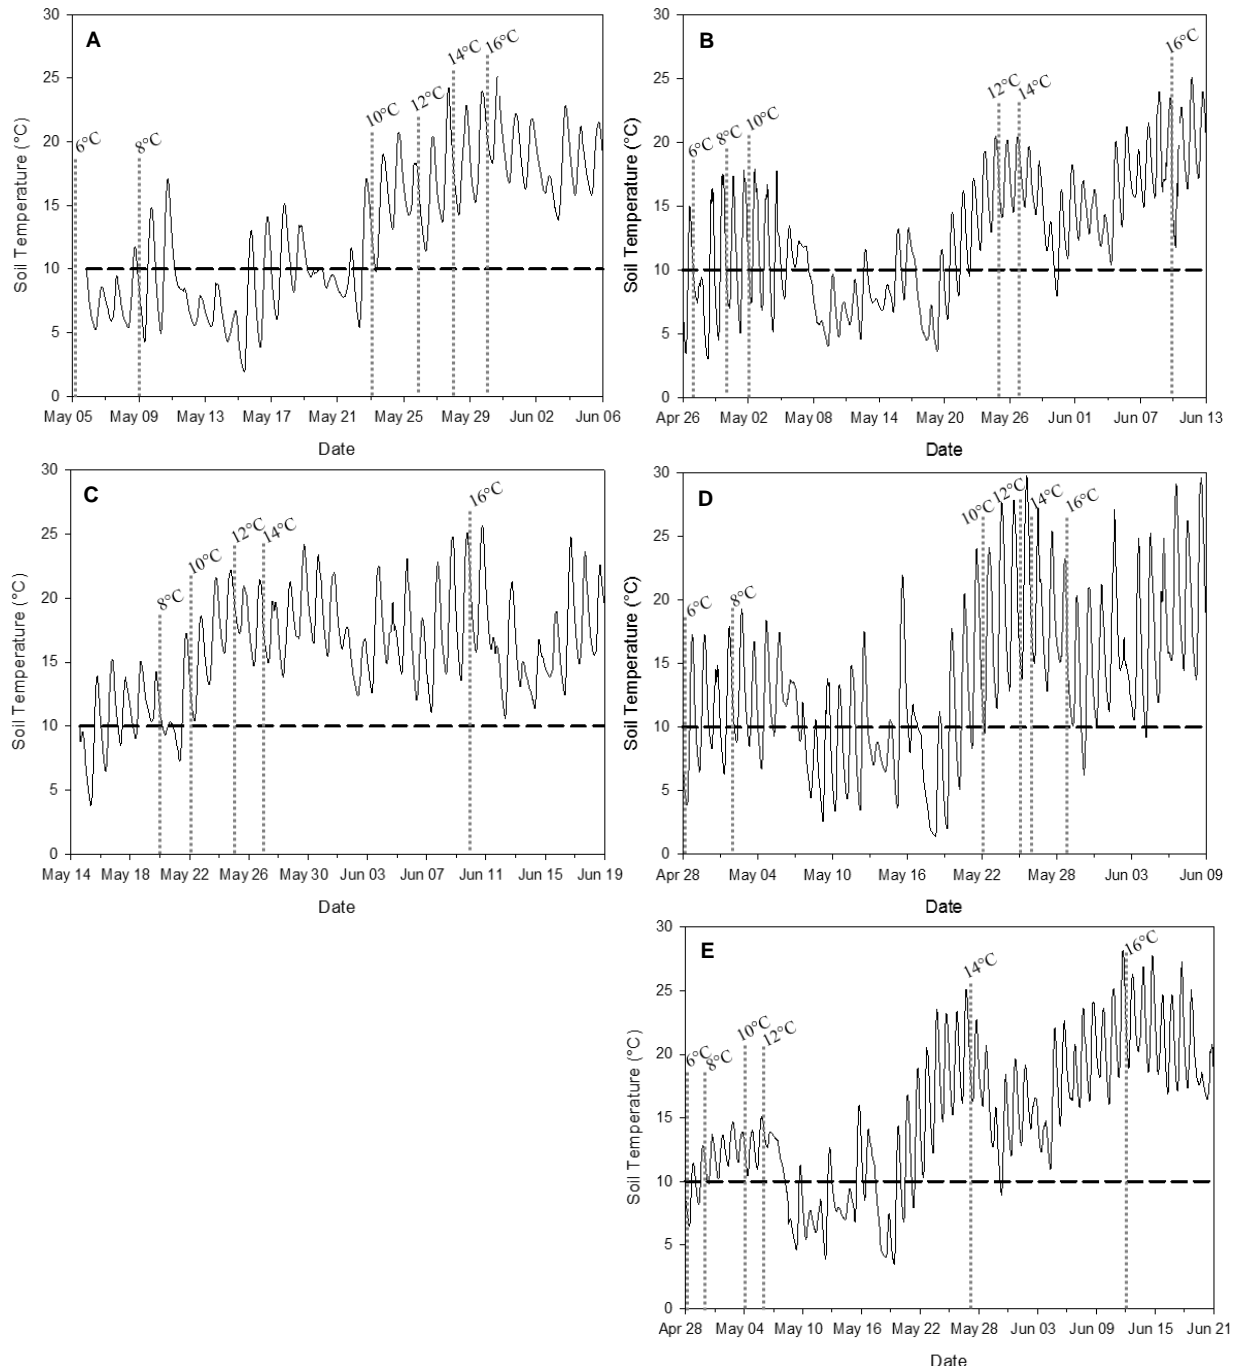 A
30
25
20
15
10
5
0
Soil Temperature (°C)
6°C 8°C 10°C 12°C 14°C 16°C
May 05 May 09 May 13 May 17 May 21 May 25 May 29 Jun 02 Jun 06
Date
B
30
25
20
15
10
5
0
Soil Temperature (°C)
6°C 8°C 10°C 12°C 14°C 16°C
Apr 26 May 02 May 08 May 14 May 20 May 26 Jun 01 Jun 07 Jun 13
Date
C
30
25
20
15
10
5
0
Soil Temperature (°C)
8°C 10°C 12°C 14°C 16°C
May 14 May 18 May 22 May 26 May 30 Jun 03 Jun 07 Jun 11 Jun 15 Jun 19
Date
D
30
25
20
15
10
5
0
Soil Temperature (°C)
6°C 8°C 10°C 12°C 14°C 16°C
Apr 28 May 04 May 10 May 16 May 22 May 28 Jun 03 Jun 09
Date
E
30
25
20
15
10
5
0
Soil Temperature (°C)
6°C 8°C 10°C 12°C 14°C 16°C
Apr 28 May 04 May 10 May 16 May 22 May 28 Jun 03 Jun 09 Jun 15 Jun 21
Date